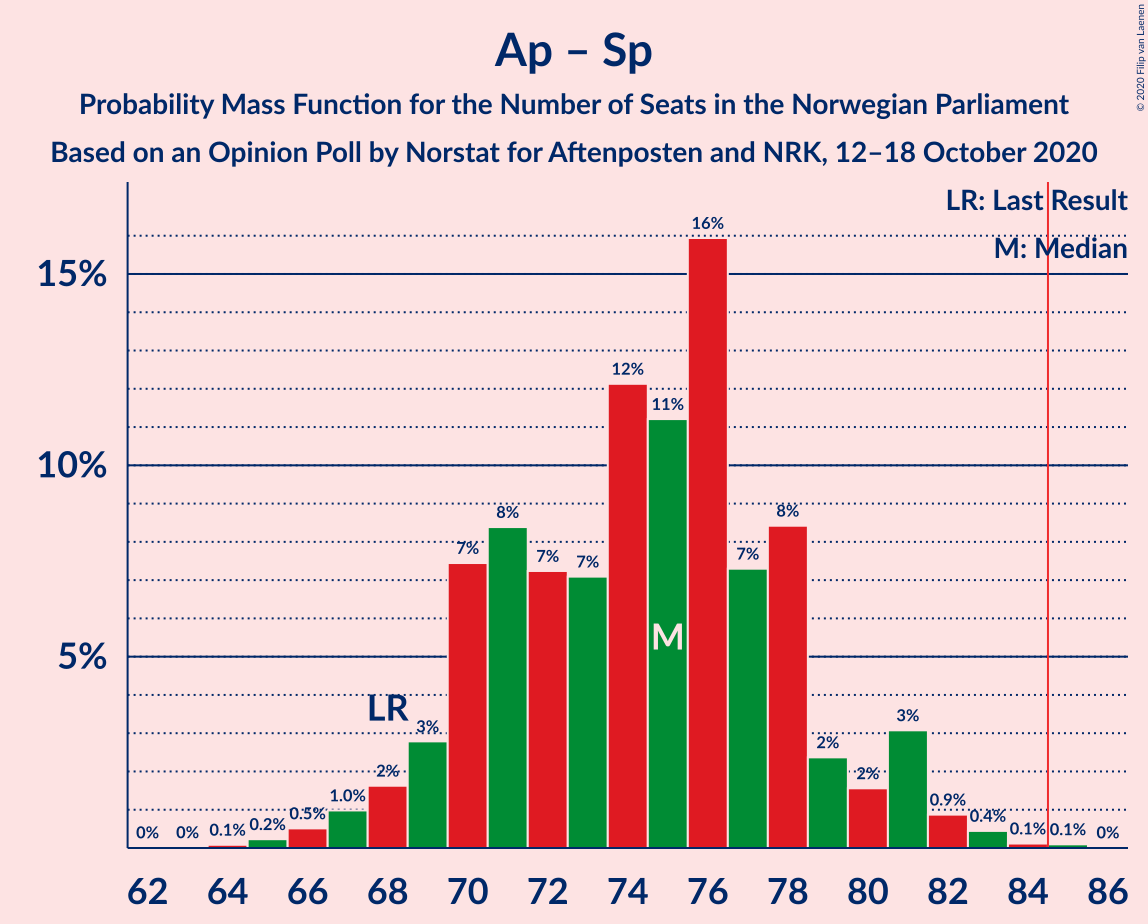 Ap – Sp
Probability Mass Function for the Number of Seats in the Norwegian Parliament
Based on an Opinion Poll by Norstat for Aftenposten and NRK, 12–18 October 2020
© 2020 Filip van Laenen
LR: Last Result
M: Median
15%
10%
5%
0% 0% 0.1% 0.2% 0.5% 1.0% 2% 3% 7% 8% 7% 7% 12% 11% 16% 7% 8% 2% 2% 3% 0.9% 0.4% 0.1% 0.1% 0%
LR
M
62 64 66 68 70 72 74 76 78 80 82 84 86